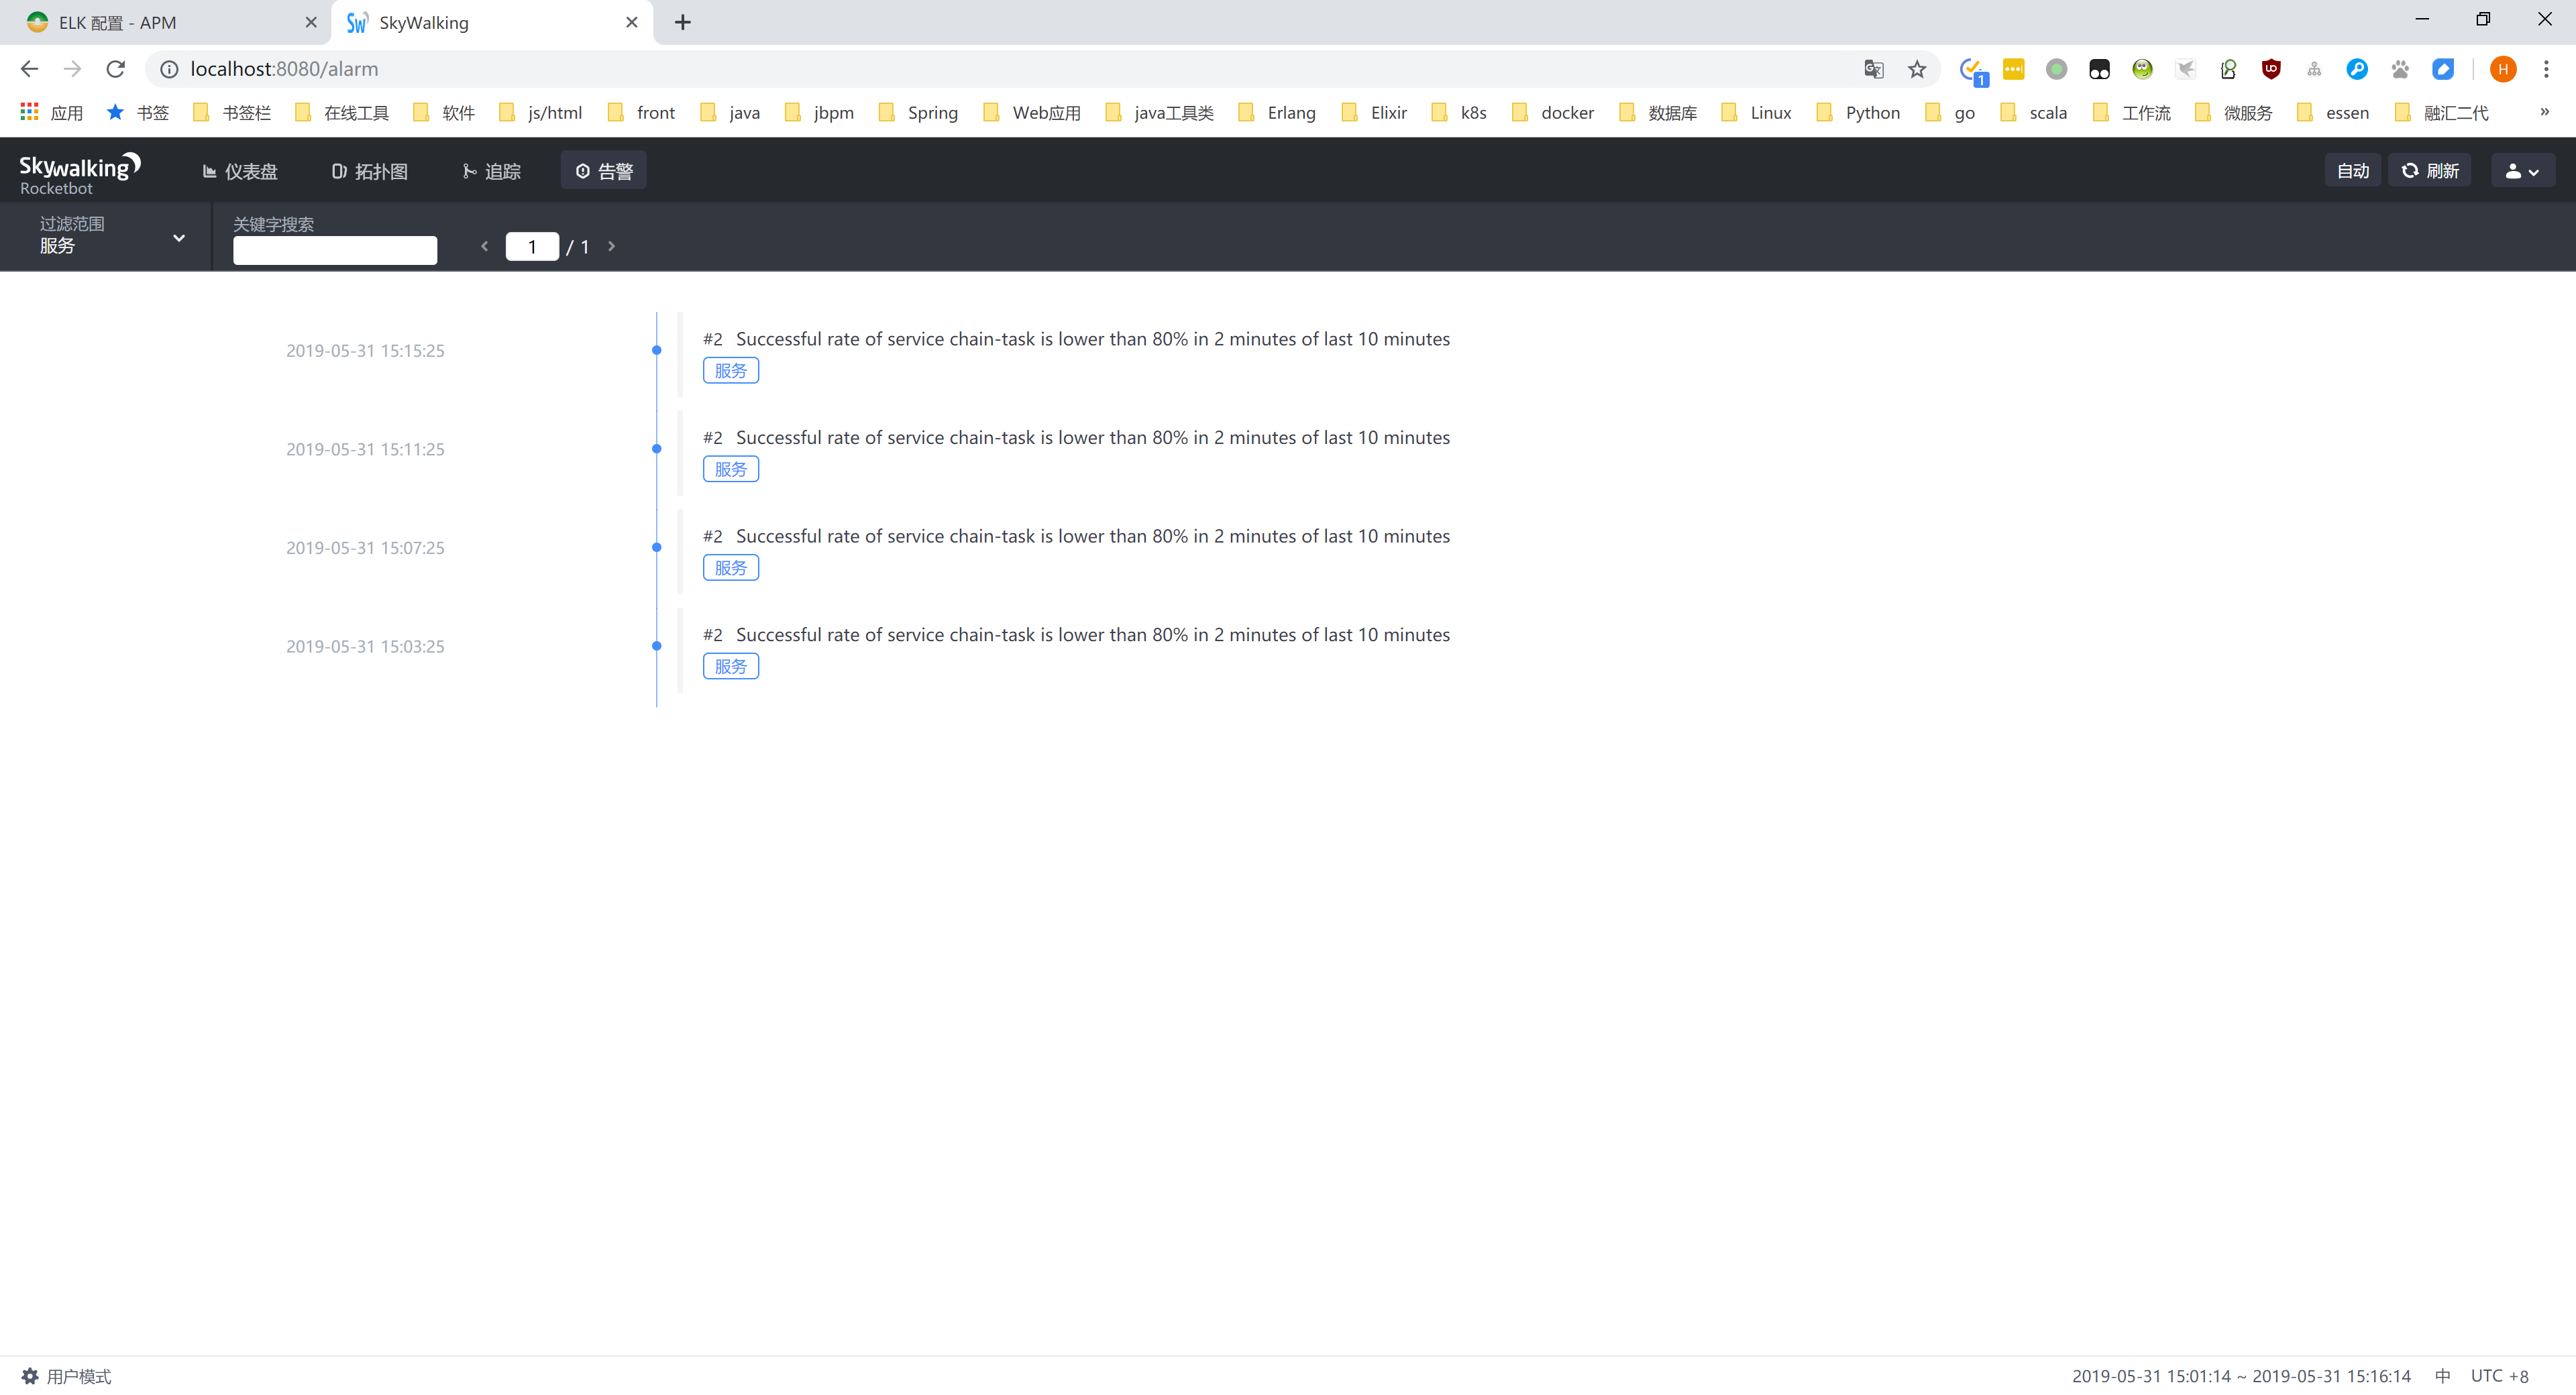 ELK 配置 - APM
SkyWalking
localhost:8080/alarm
1
H
应用 书签 书签栏 在线工具 软件 js/html front java jbpm Spring Web应用 java工具类 Erlang Elixir k8s docker 数据库 Linux Python go scala 工作流 微服务 essen 融汇二代 »
Skywalking
Rocketbot
仪表盘 拓扑图 追踪 告警 自动 刷新
过滤范围
服务
关键字搜索
1 / 1
2019-05-31 15:15:25
#2 Successful rate of service chain-task is lower than 80% in 2 minutes of last 10 minutes
服务
2019-05-31 15:11:25
#2 Successful rate of service chain-task is lower than 80% in 2 minutes of last 10 minutes
服务
2019-05-31 15:07:25
#2 Successful rate of service chain-task is lower than 80% in 2 minutes of last 10 minutes
服务
2019-05-31 15:03:25
#2 Successful rate of service chain-task is lower than 80% in 2 minutes of last 10 minutes
服务
用户模式
2019-05-31 15:01:14 ~ 2019-05-31 15:16:14 中 UTC +8